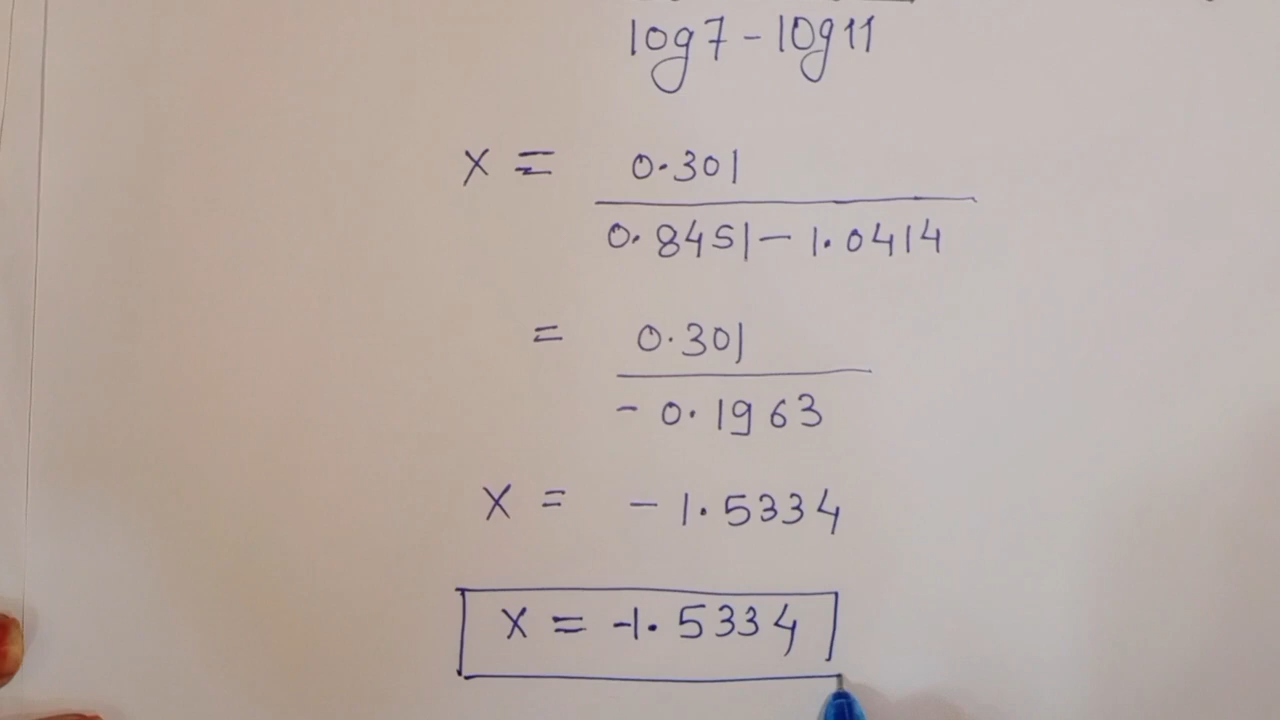 log7 - log11
x = 0.301
0.8451 - 1.0414
= 0.301
- 0.1963
x = - 1.5334
x = -1.5334